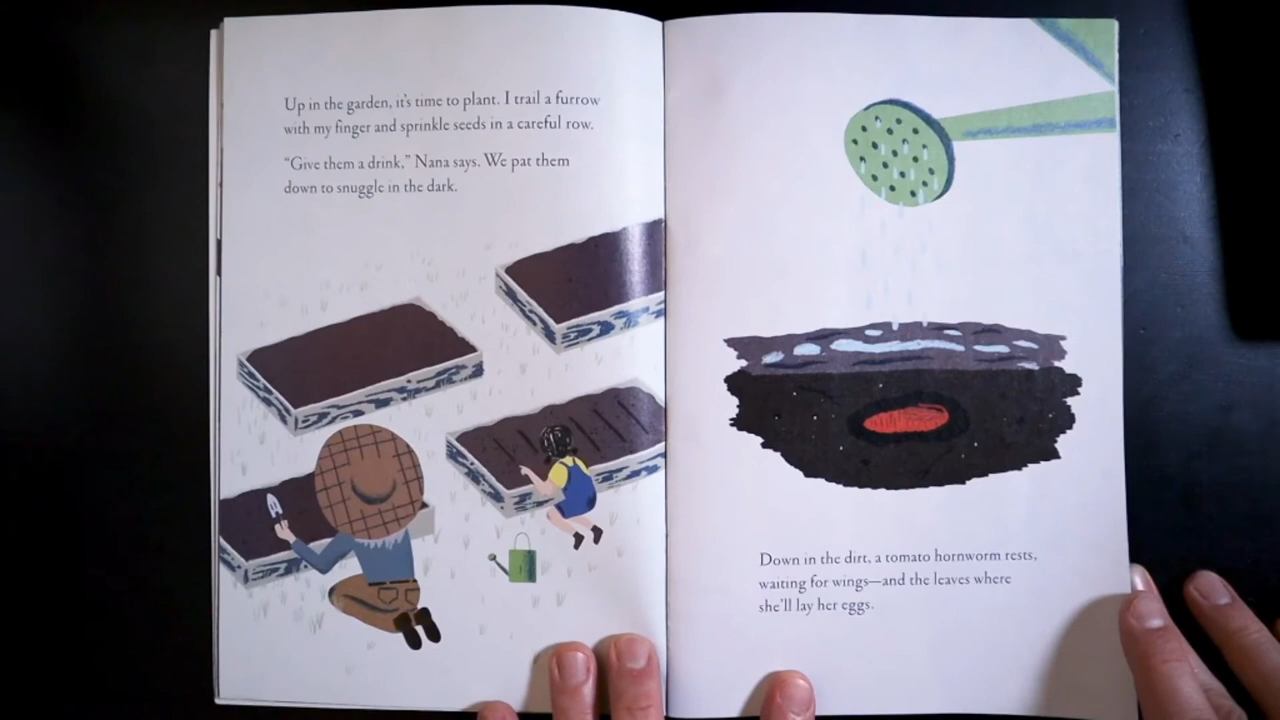 Up in the garden, it's time to plant. I trail a furrow
with my finger and sprinkle seeds in a careful row.
“Give them a drink,” Nana says. We pat them
down to snuggle in the dark.
Down in the dirt, a tomato hornworm rests,
waiting for wings—and the leaves where
she'll lay her eggs.